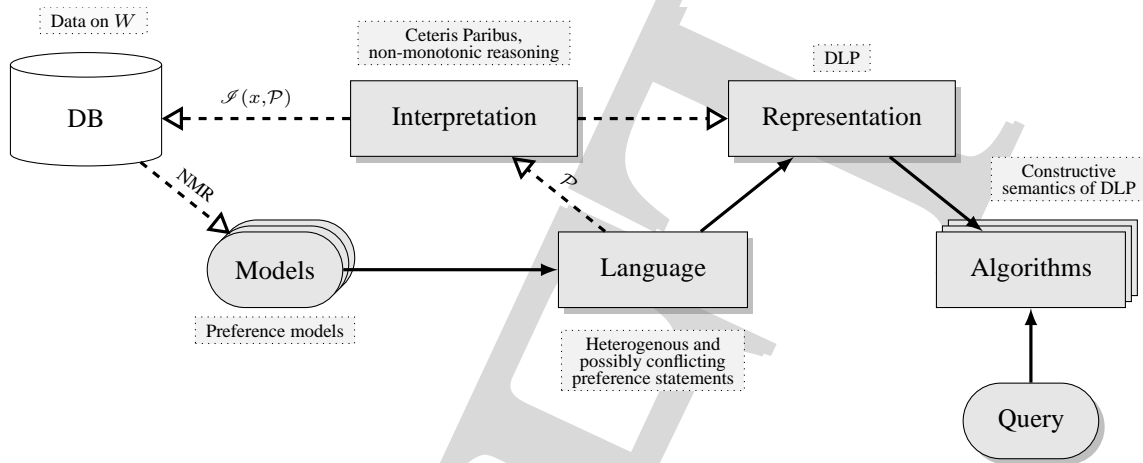 Data on W
Ceteris Paribus,
non-monotonic reasoning
DLP
DB
ℐ(x,𝒫)
Interpretation
Representation
NMR
𝒫
Constructive
semantics of DLP
Models
Language
Algorithms
Preference models
Heterogenous and
possibly conflicting
preference statements
Query